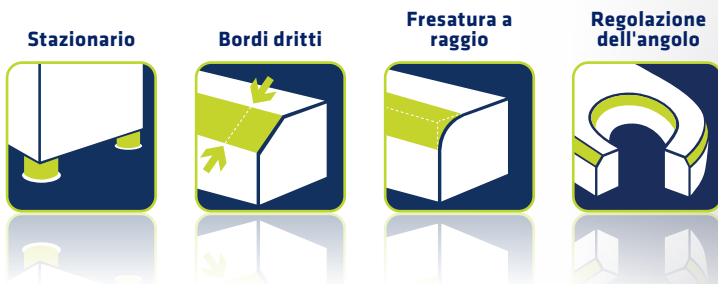 Stazionario
Bordi dritti
Fresatura a
raggio
Regolazione
dell'angolo